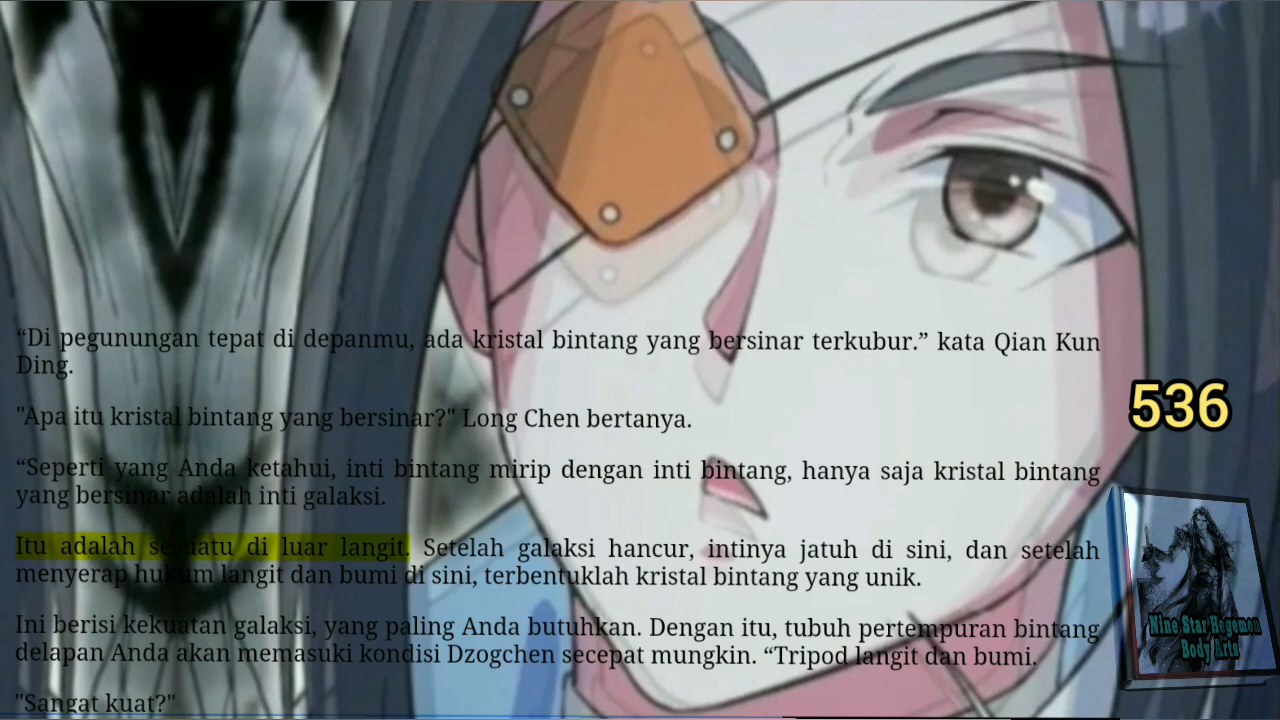 “Di pegunungan tepat di depanmu, ada kristal bintang yang bersinar terkubur.” kata Qian Kun
Ding.
"Apa itu kristal bintang yang bersinar?" Long Chen bertanya.
“Seperti yang Anda ketahui, inti bintang mirip dengan inti bintang, hanya saja kristal bintang
yang bersinar adalah inti galaksi.
Itu adalah sesuatu di luar langit. Setelah galaksi hancur, intinya jatuh di sini, dan setelah
menyerap hukum langit dan bumi di sini, terbentuklah kristal bintang yang unik.
Ini berisi kekuatan galaksi, yang paling Anda butuhkan. Dengan itu, tubuh pertempuran bintang
delapan Anda akan memasuki kondisi Dzogchen secepat mungkin. “Tripod langit dan bumi.
"Sangat kuat?"
536
Nine Star Hegemon
Body Arts